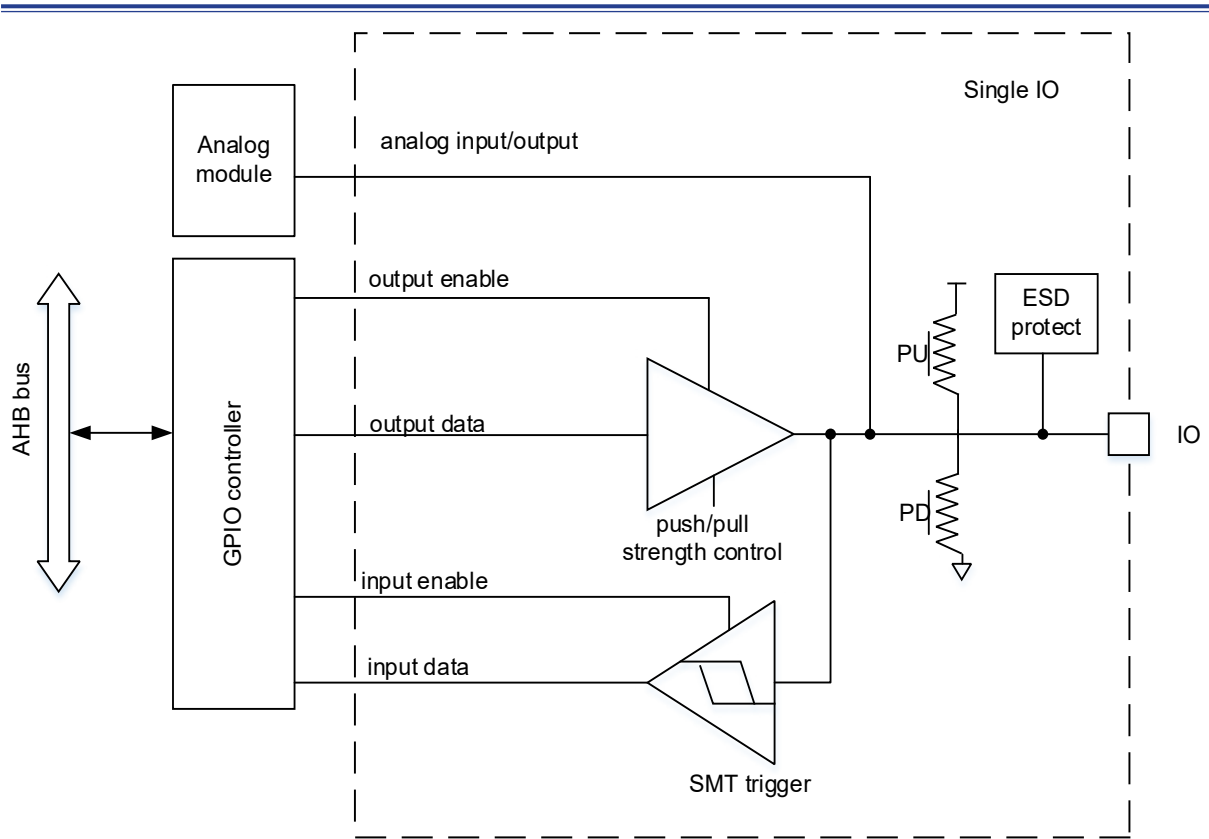 Single IO
Analog
module
analog input/output
output enable
ESD
protect
PU
AHB bus
GPIO controller
output data
IO
PD
push/pull
strength control
input enable
input data
SMT trigger